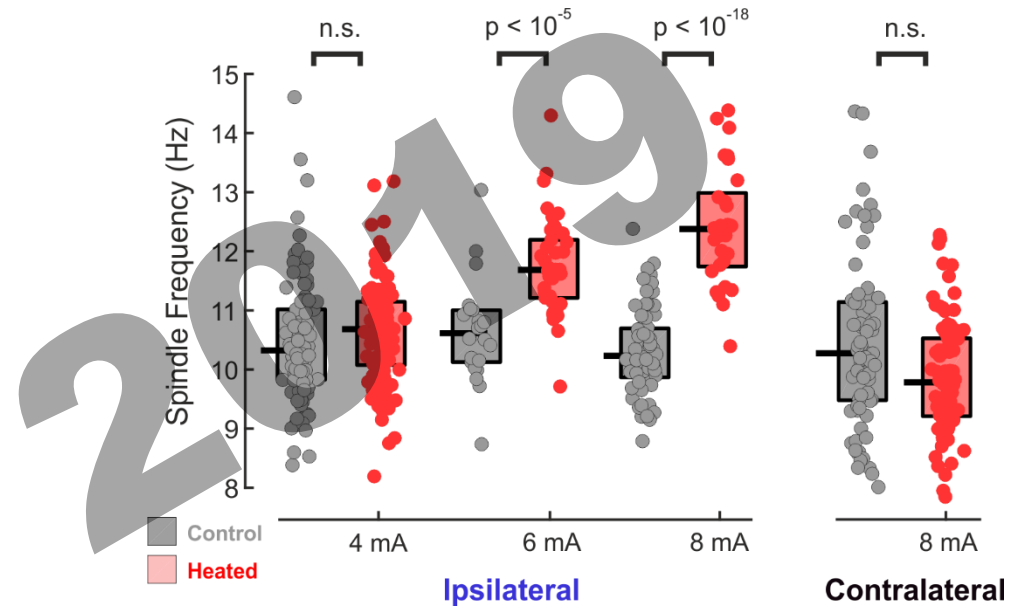 n.s.
p < 10-5
p < 10-18
n.s.
Spindle Frequency (Hz)
15
14
13
12
11
10
9
8
2019
Control
Heated
4 mA
6 mA
8 mA
8 mA
Ipsilateral
Contralateral